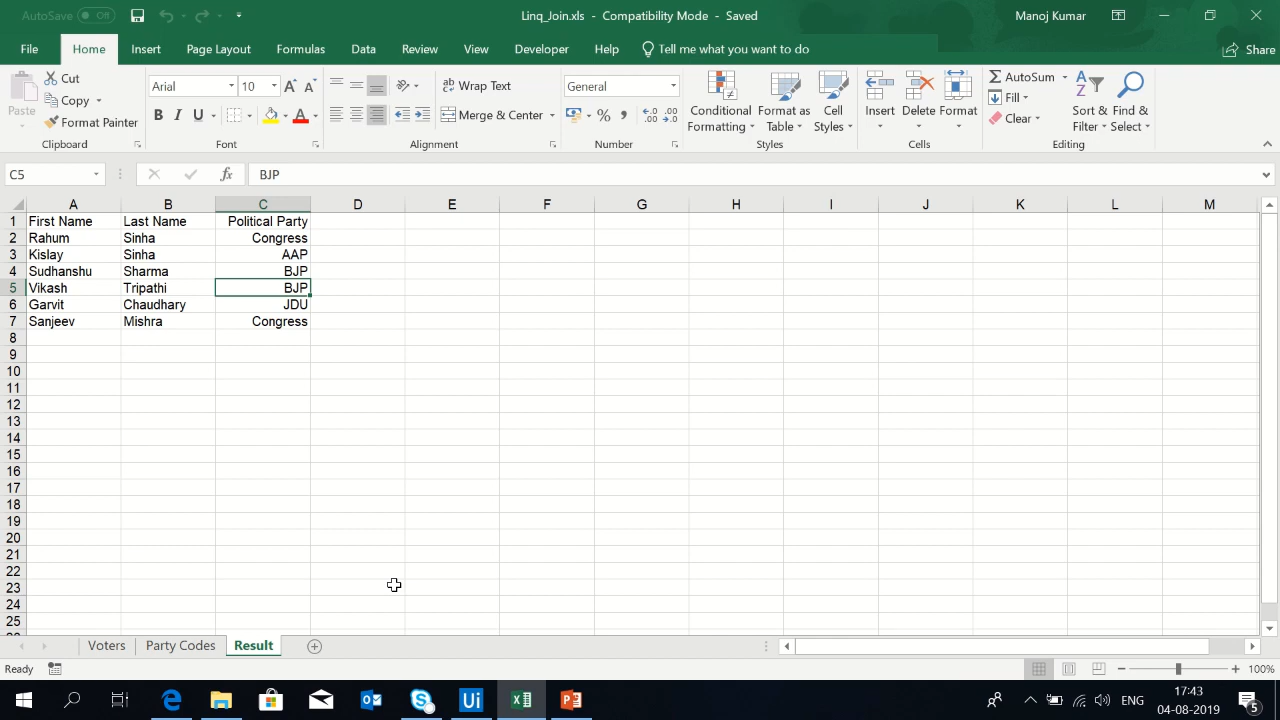 AutoSave Off
Linq_Join.xls - Compatibility Mode - Saved
Manoj Kumar
File Home Insert Page Layout Formulas Data Review View Developer Help Tell me what you want to do Share
Paste
Cut
Copy
Format Painter
Clipboard
Arial 10
B I U
Font
Wrap Text
Merge & Center
Alignment
General
Number
Conditional Formatting
Format as Table
Cell Styles
Styles
Insert Delete Format
Cells
AutoSum
Fill
Clear
Sort & Filter
Find & Select
Editing
C5 fx BJP
A B C D E F G H I J K L M
1 First Name Last Name Political Party
2 Rahum Sinha Congress
3 Kislay Sinha AAP
4 Sudhanshu Sharma BJP
5 Vikash Tripathi BJP
6 Garvit Chaudhary JDU
7 Sanjeev Mishra Congress
8
9
10
11
12
13
14
15
16
17
18
19
20
21
22
23
24
25
Voters Party Codes Result
Ready
100%
ENG
17:43
04-08-2019
5